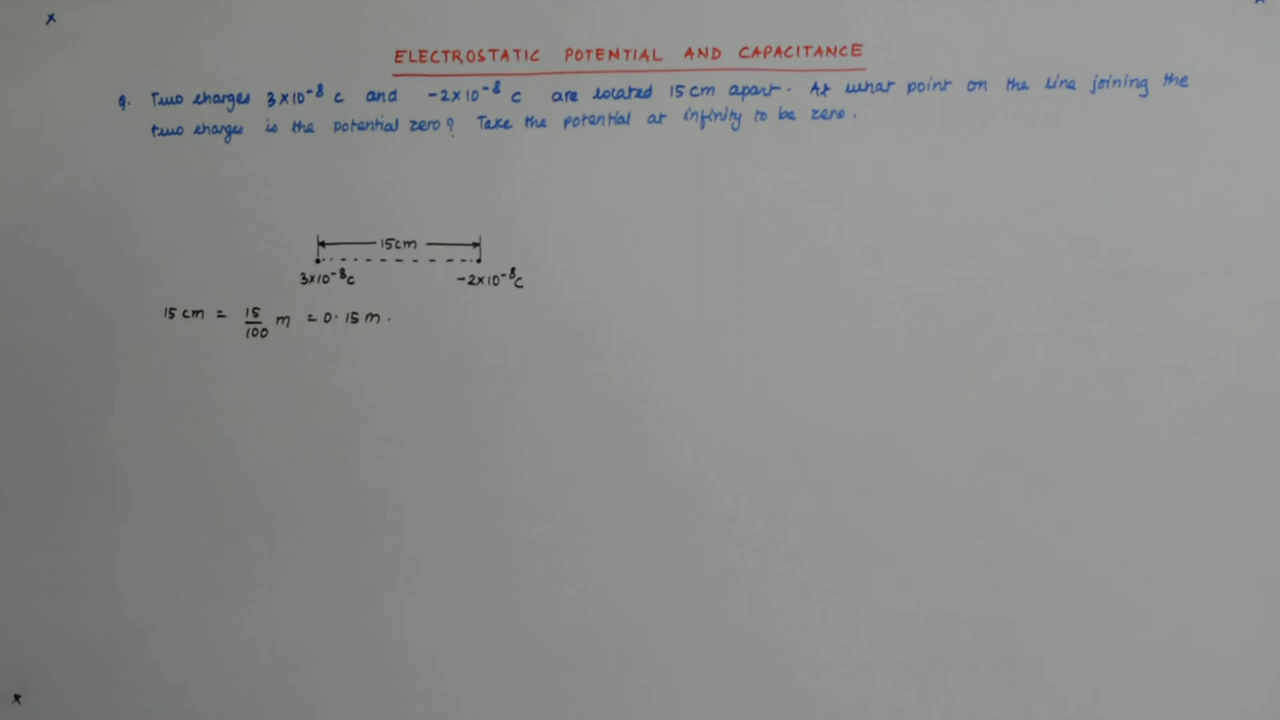 ELECTROSTATIC POTENTIAL AND CAPACITANCE
Q. Two charges 3×10⁻⁸ C and -2×10⁻⁸ C are located 15 cm apart. At what point on the line joining the
two charges is the potential zero? Take the potential at infinity to be zero.
15cm
3×10⁻⁸C -2×10⁻⁸C
15 cm = 15/100 m = 0.15 m.